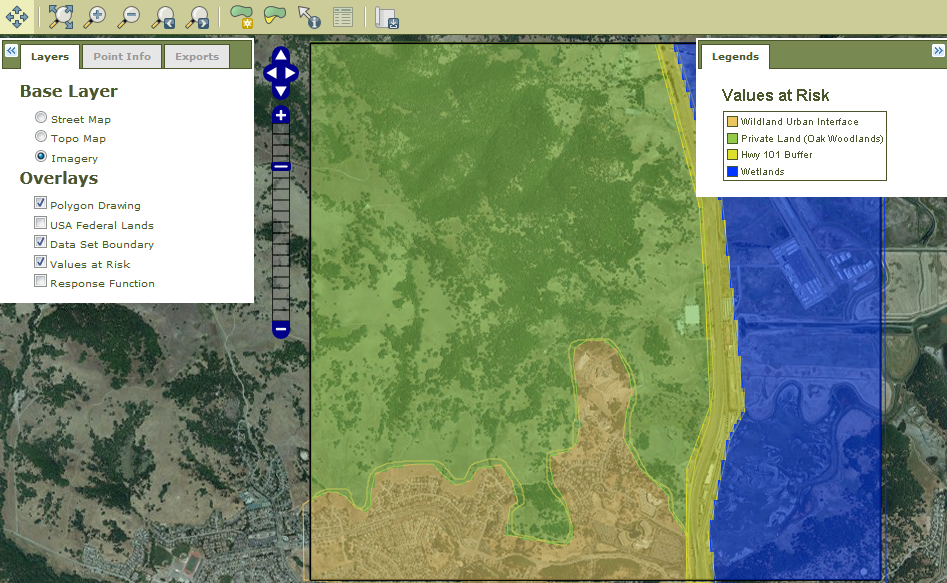 Layers
Point Info
Exports
Base Layer
Street Map
Topo Map
Imagery
Overlays
Polygon Drawing
USA Federal Lands
Data Set Boundary
Values at Risk
Response Function
Legends
Values at Risk
Wildland Urban Interface
Private Land (Oak Woodlands)
Hwy 101 Buffer
Wetlands